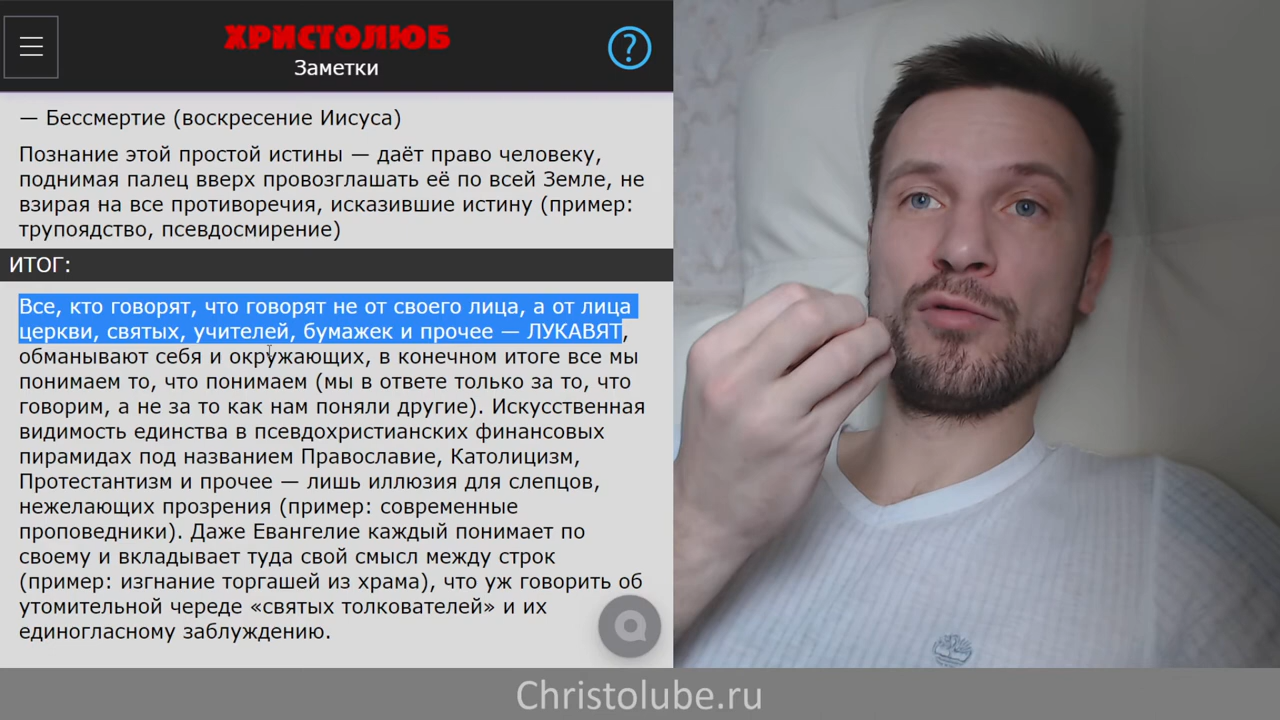 ХРИСТОЛЮБ
Заметки
?
— Бессмертие (воскресение Иисуса)
Познание этой простой истины — даёт право человеку,
поднимая палец вверх провозглашать её по всей Земле, не
взирая на все противоречия, исказившие истину (пример:
трупоядство, псевдосмирение)
ИТОГ:
Все, кто говорят, что говорят не от своего лица, а от лица
церкви, святых, учителей, бумажек и прочее — ЛУКАВЯТ,
обманывают себя и окружающих, в конечном итоге все мы
понимаем то, что понимаем (мы в ответе только за то, что
говорим, а не за то как нам поняли другие). Искусственная
видимость единства в псевдохристианских финансовых
пирамидах под названием Православие, Католицизм,
Протестантизм и прочее — лишь иллюзия для слепцов,
нежелающих прозрения (пример: современные
проповедники). Даже Евангелие каждый понимает по
своему и вкладывает туда свой смысл между строк
(пример: изгнание торгашей из храма), что уж говорить об
утомительной череде «святых толкователей» и их
единогласному заблуждению.
Christolube.ru